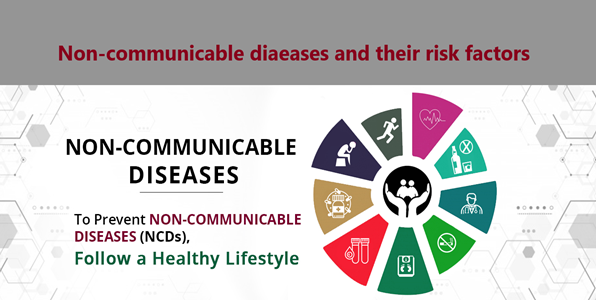 Non-communicable diaeases and their risk factors
NON-COMMUNICABLE
DISEASES
To Prevent NON-COMMUNICABLE
DISEASES (NCDs),
Follow a Healthy Lifestyle